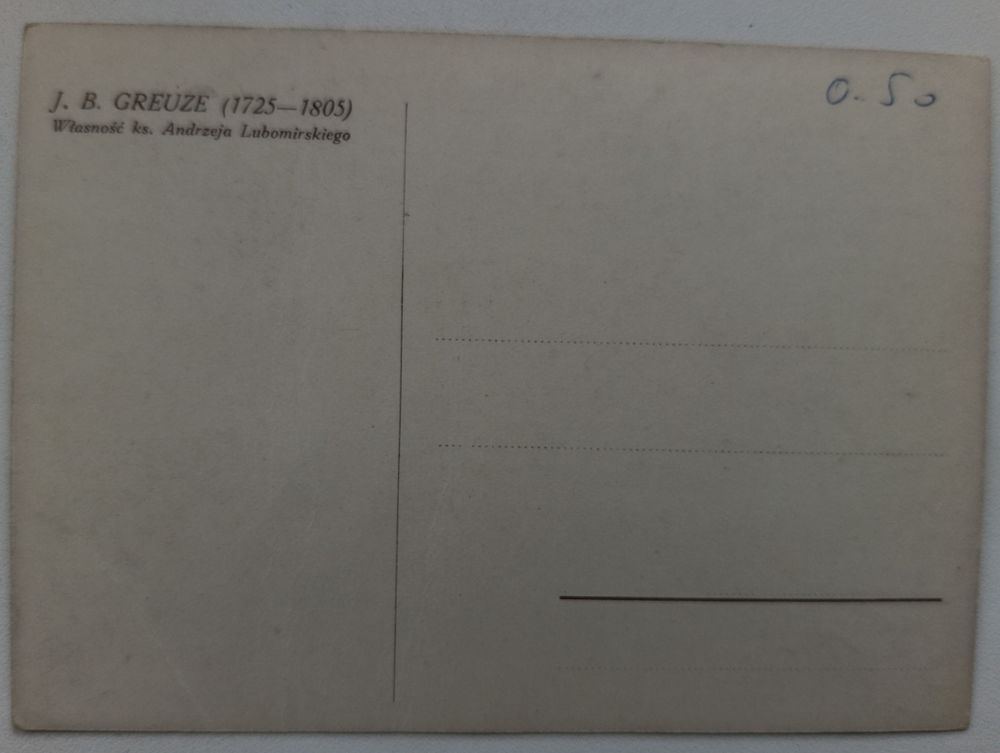 J. B. GREUZE (1725—1805)
Własność ks. Andrzeja Lubomirskiego
0.50